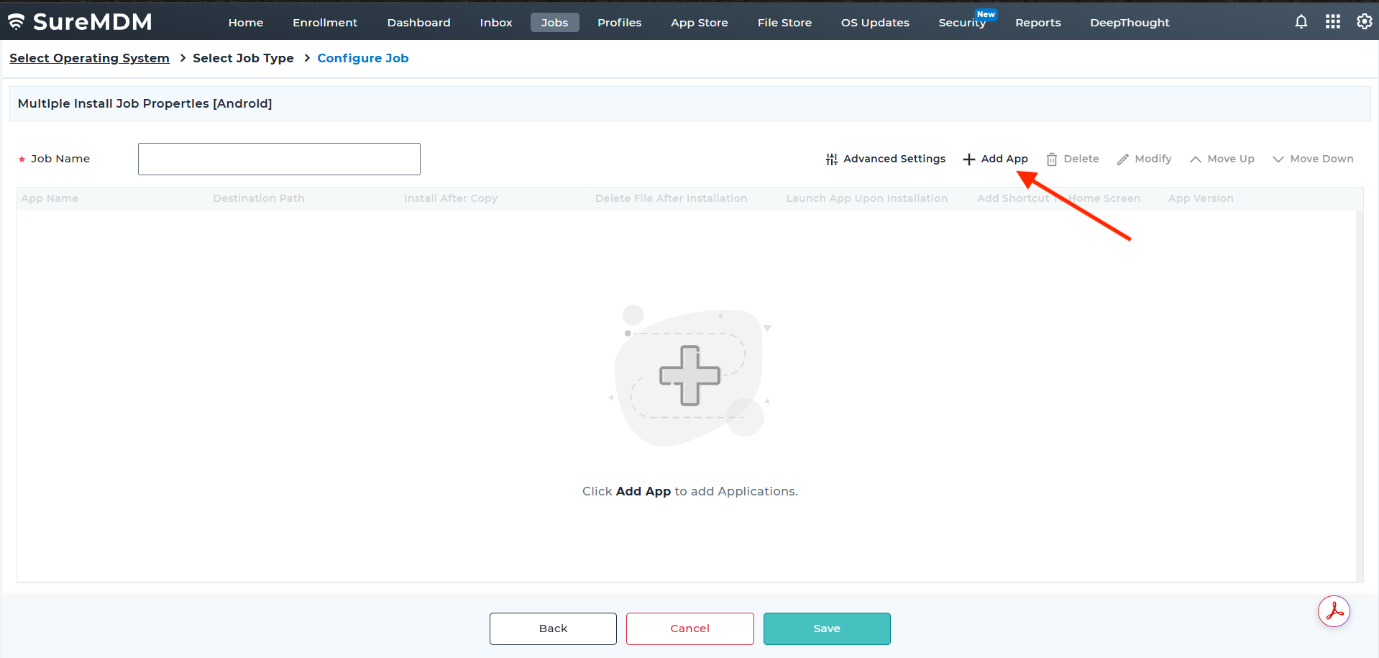 SureMDM Home Enrollment Dashboard Inbox Jobs Profiles App Store File Store OS Updates Security New Reports DeepThought
Select Operating System > Select Job Type > Configure Job
Multiple Install Job Properties [Android]
* Job Name Advanced Settings + Add App Delete Modify Move Up Move Down
App Name Destination Path Install After Copy Delete File After Installation Launch App Upon Installation Add Shortcut To Home Screen App Version
Click Add App to add Applications.
Back Cancel Save